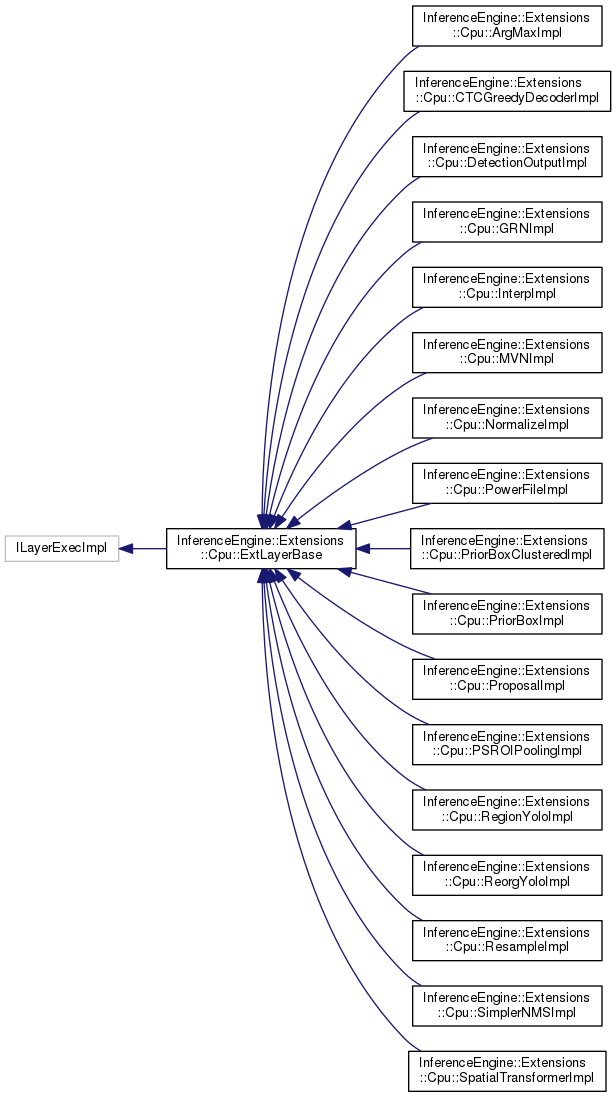 InferenceEngine::Extensions
::Cpu::ArgMaxImpl
InferenceEngine::Extensions
::Cpu::CTCGreedyDecoderImpl
InferenceEngine::Extensions
::Cpu::DetectionOutputImpl
InferenceEngine::Extensions
::Cpu::GRNImpl
InferenceEngine::Extensions
::Cpu::InterpImpl
InferenceEngine::Extensions
::Cpu::MVNImpl
InferenceEngine::Extensions
::Cpu::NormalizeImpl
InferenceEngine::Extensions
::Cpu::PowerFileImpl
ILayerExecImpl
InferenceEngine::Extensions
::Cpu::ExtLayerBase
InferenceEngine::Extensions
::Cpu::PriorBoxClusteredImpl
InferenceEngine::Extensions
::Cpu::PriorBoxImpl
InferenceEngine::Extensions
::Cpu::ProposalImpl
InferenceEngine::Extensions
::Cpu::PSROIPoolingImpl
InferenceEngine::Extensions
::Cpu::RegionYoloImpl
InferenceEngine::Extensions
::Cpu::ReorgYoloImpl
InferenceEngine::Extensions
::Cpu::ResampleImpl
InferenceEngine::Extensions
::Cpu::SimplerNMSImpl
InferenceEngine::Extensions
::Cpu::SpatialTransformerImpl